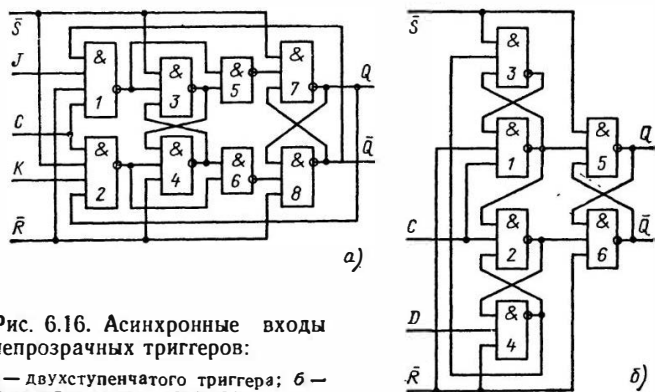 S̄
J
C
K
R̄
&
1
&
2
&
3
&
4
&
5
&
6
&
7
&
8
Q
Q̄
а)
S̄
C
D
R̄
&
3
&
1
&
2
&
4
&
5
&
6
Q
Q̄
б)
Рис. 6.16. Асинхронные входы
непрозрачных триггеров:
— двухступенчатого триггера; б —